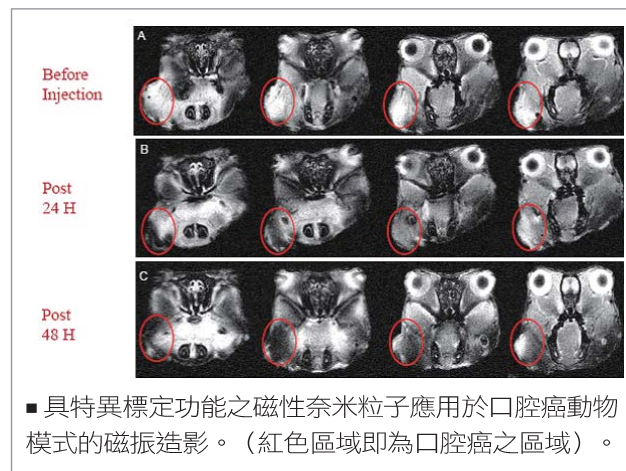 Before
Injection
A
Post
24 H
B
Post
48 H
C
■ 具特異標定功能之磁性奈米粒子應用於口腔癌動物
模式的磁振造影。（紅色區域即為口腔癌之區域）。